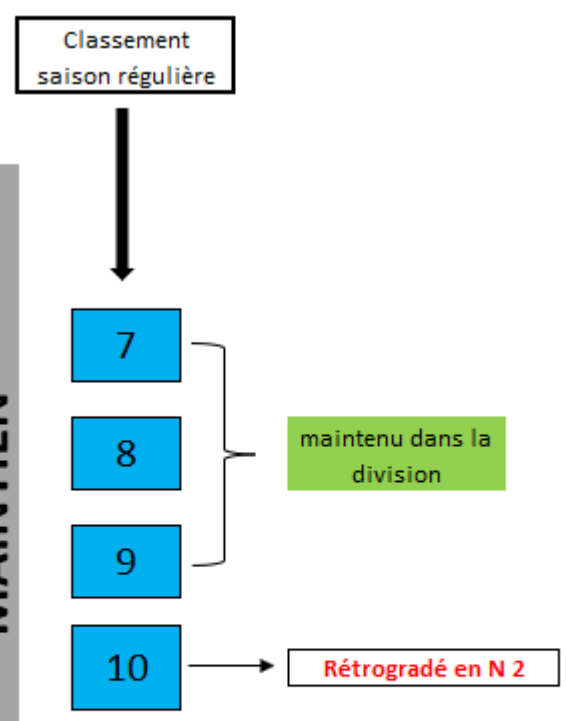 Classement
saison régulière
7
8
9
10
maintenu dans la
division
Rétrogradé en N 2